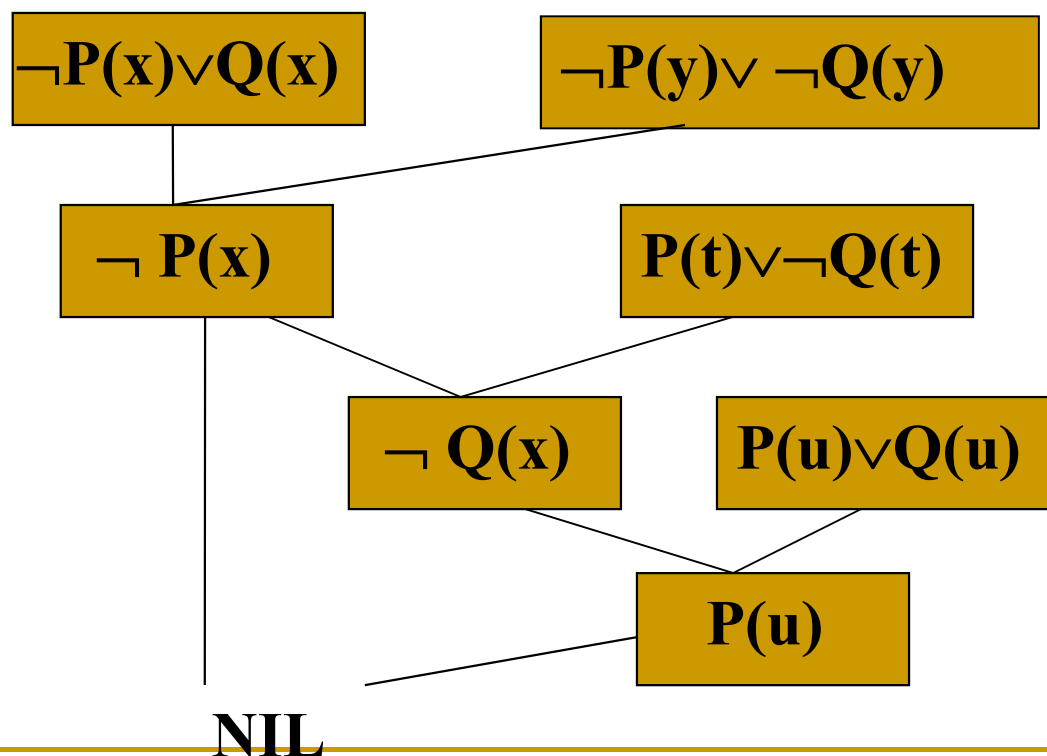 ¬P(x)∨Q(x)
¬P(y)∨ ¬Q(y)
¬ P(x)
P(t)∨¬Q(t)
¬ Q(x)
P(u)∨Q(u)
P(u)
NIL